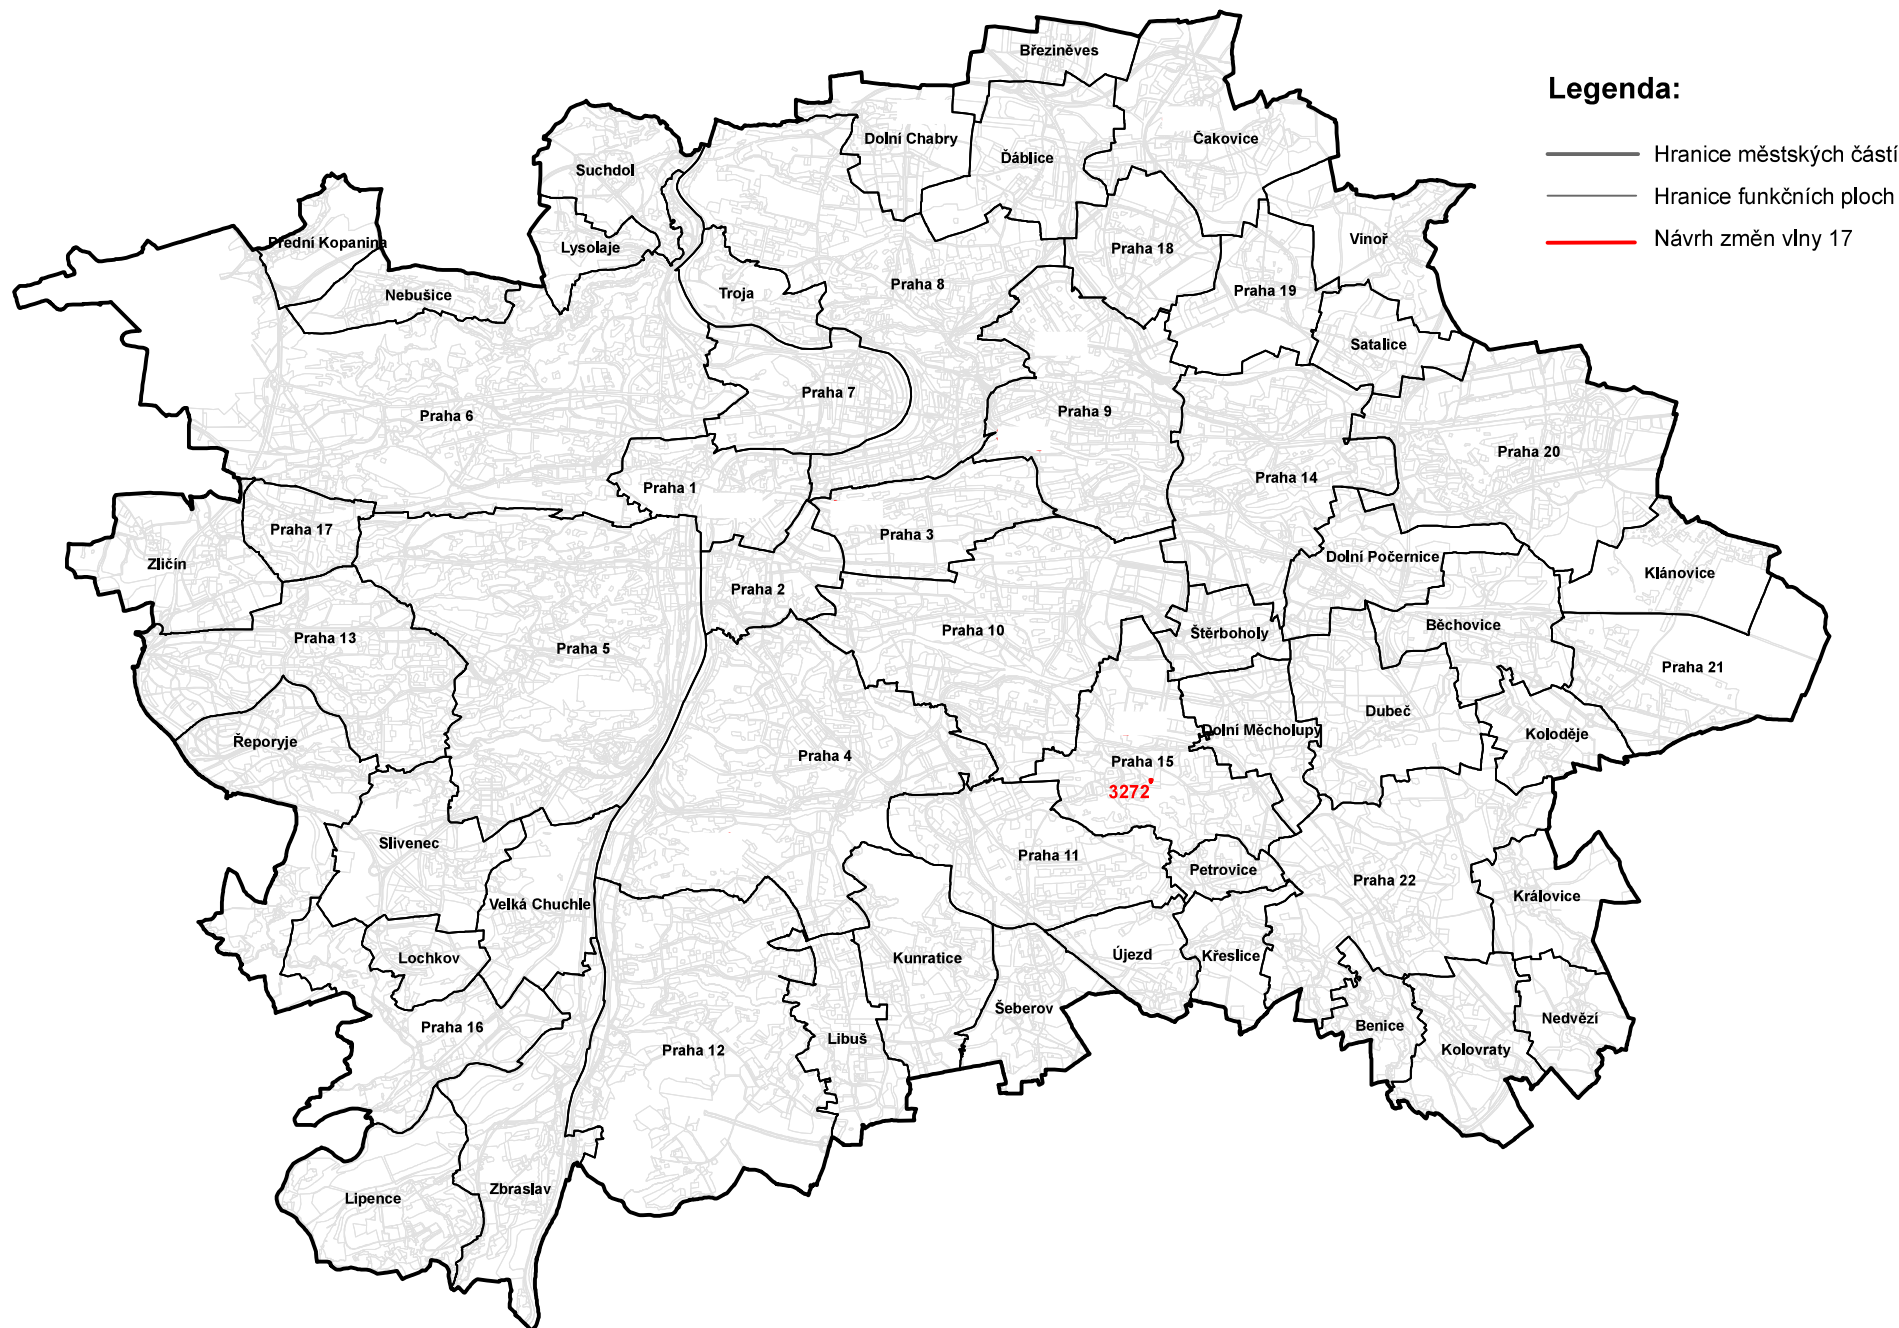 Legenda:
Hranice městských částí
Hranice funkčních ploch
Návrh změn vlny 17
Březiněves
Dolní Chabry
Ďáblice
Čakovice
Suchdol
Lysolaje
Přední Kopanina
Nebušice
Troja
Praha 8
Praha 18
Praha 19
Vinoř
Satalice
Praha 6
Praha 7
Praha 9
Praha 20
Praha 14
Praha 1
Praha 17
Praha 3
Zličín
Dolní Počernice
Klánovice
Praha 2
Praha 13
Praha 5
Praha 10
Štěrboholy
Běchovice
Praha 21
Řeporyje
Dubeč
Dolní Měcholupy
Koloděje
Praha 4
Praha 15
3272
Slivenec
Praha 11
Petrovice
Praha 22
Královice
Velká Chuchle
Lochkov
Kunratice
Újezd
Křeslice
Šeberov
Praha 16
Praha 12
Libuš
Benice
Kolovraty
Nedvězí
Lipence
Zbraslav